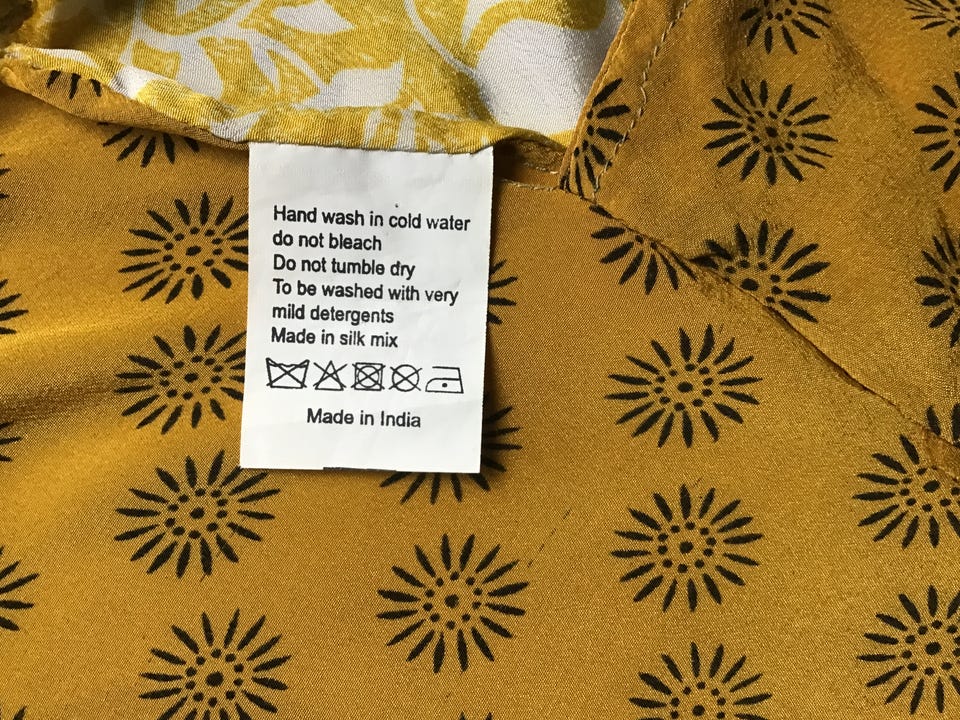 Hand wash in cold water
do not bleach
Do not tumble dry
To be washed with very
mild detergents
Made in silk mix
Made in India